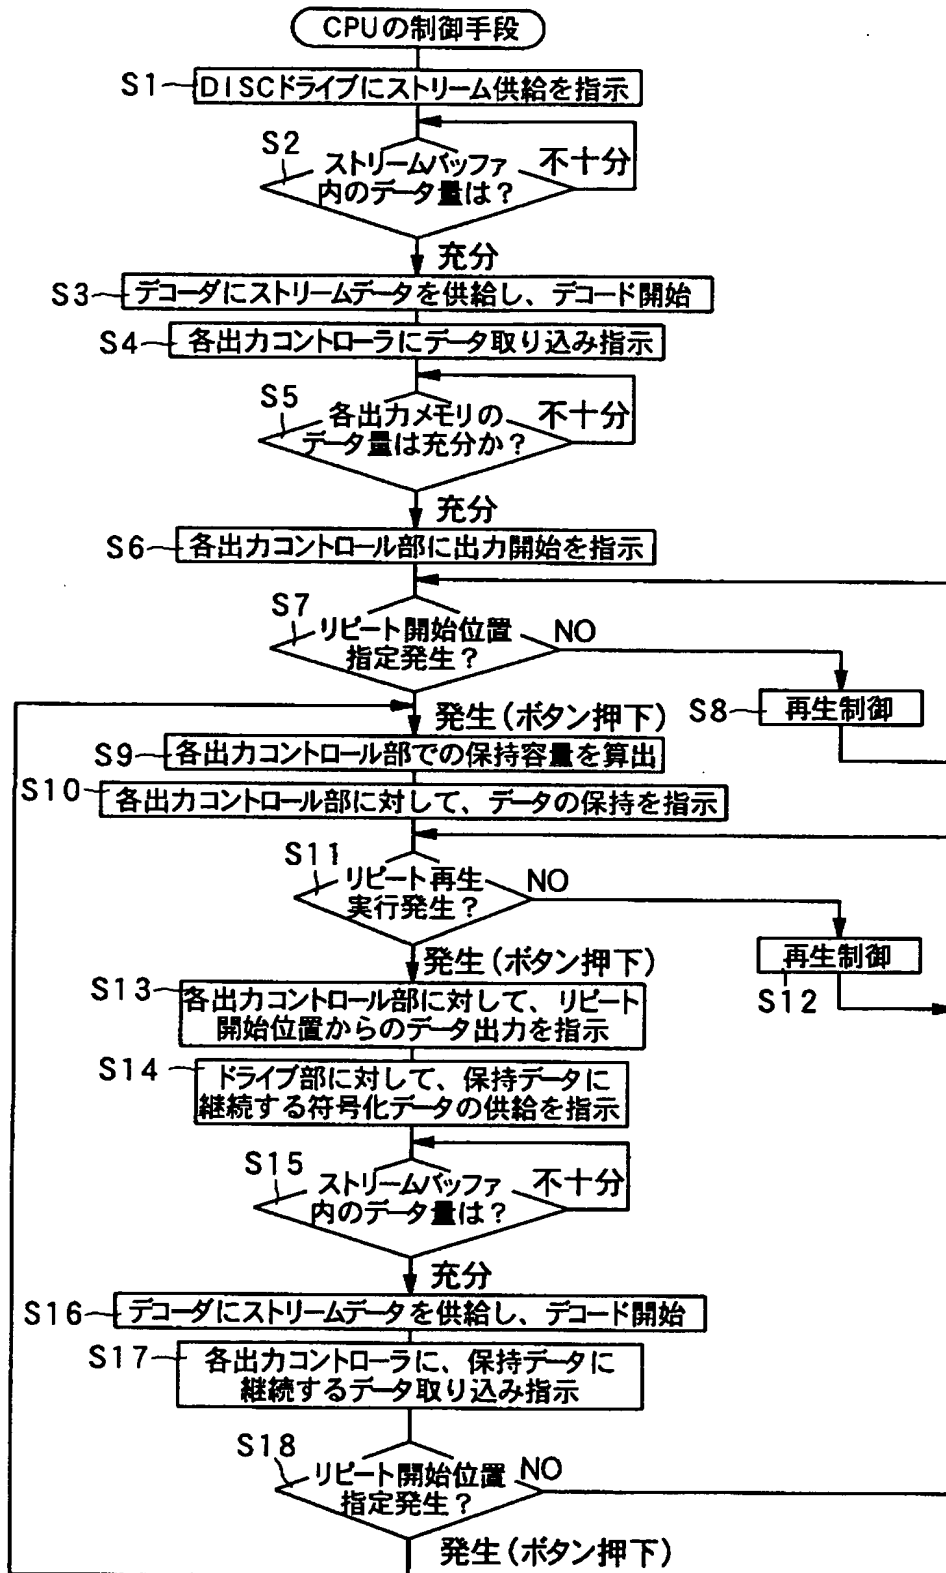 CPUの制御手段
S1
DISCドライブにストリーム供給を指示
S2
ストリームバッファ
内のデータ量は?
不十分
充分
S3
デコーダにストリームデータを供給し、デコード開始
S4
各出力コントローラにデータ取り込み指示
S5
各出力メモリの
データ量は充分か?
不十分
充分
S6
各出力コントロール部に出力開始を指示
S7
リピート開始位置
指定発生?
NO
発生(ボタン押下)
S8
再生制御
S9
各出力コントロール部での保持容量を算出
S10
各出力コントロール部に対して、データの保持を指示
S11
リピート再生
実行発生?
NO
発生(ボタン押下)
再生制御
S12
S13
各出力コントロール部に対して、リピート
開始位置からのデータ出力を指示
S14
ドライブ部に対して、保持データに
継続する符号化データの供給を指示
S15
ストリームバッファ
内のデータ量は?
不十分
充分
S16
デコーダにストリームデータを供給し、デコード開始
S17
各出力コントローラに、保持データに
継続するデータ取り込み指示
S18
リピート開始位置
指定発生?
NO
発生(ボタン押下)